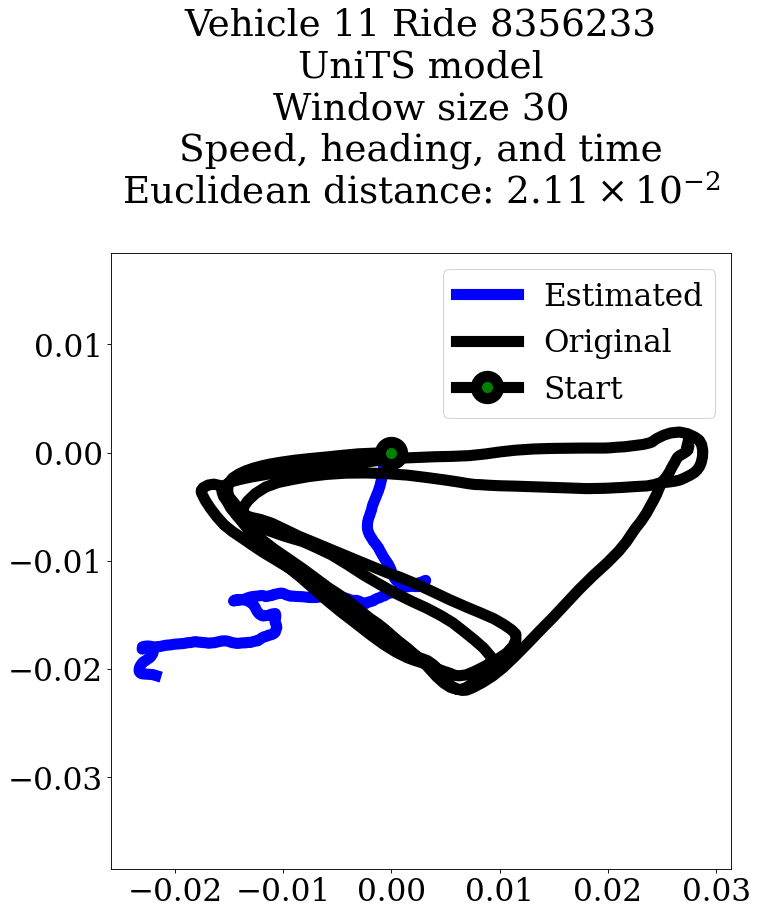 Vehicle 11 Ride 8356233
UniTS model
Window size 30
Speed, heading, and time
Euclidean distance: 2.11 × 10⁻²
Estimated
Original
Start
0.01
0.00
−0.01
−0.02
−0.03
−0.02 −0.01 0.00 0.01 0.02 0.03